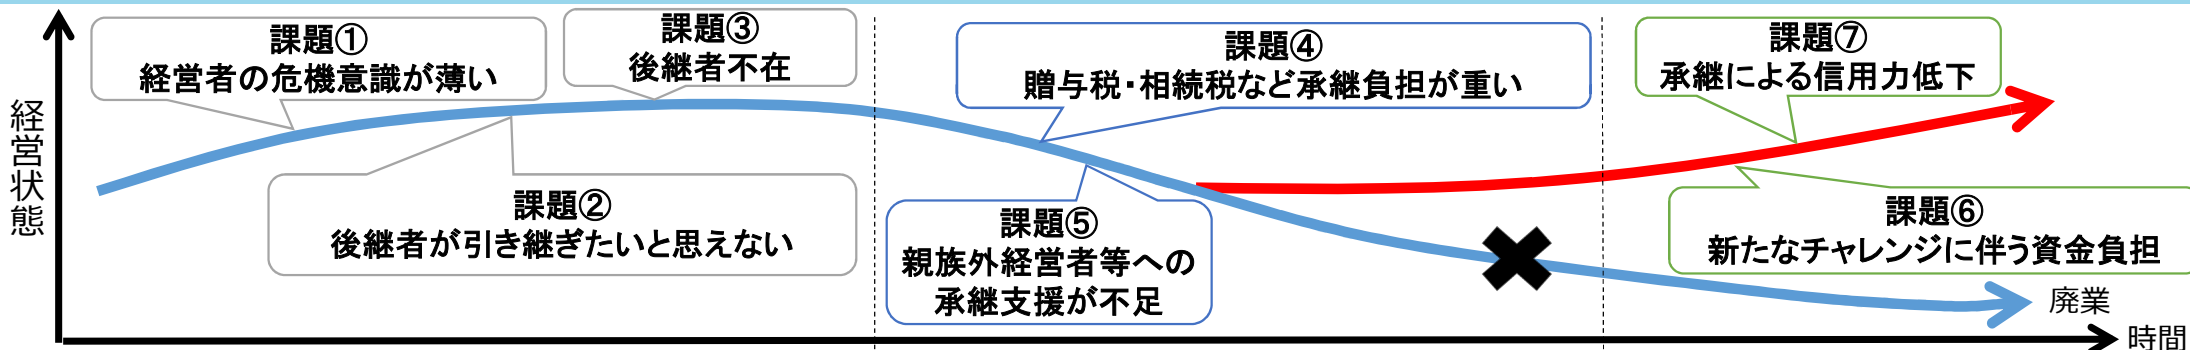 経営状態
課題①
経営者の危機意識が薄い
課題②
後継者が引き継ぎたいと思えない
課題③
後継者不在
課題④
贈与税・相続税など承継負担が重い
課題⑤
親族外経営者等への
承継支援が不足
課題⑦
承継による信用力低下
課題⑥
新たなチャレンジに伴う資金負担
廃業
時間